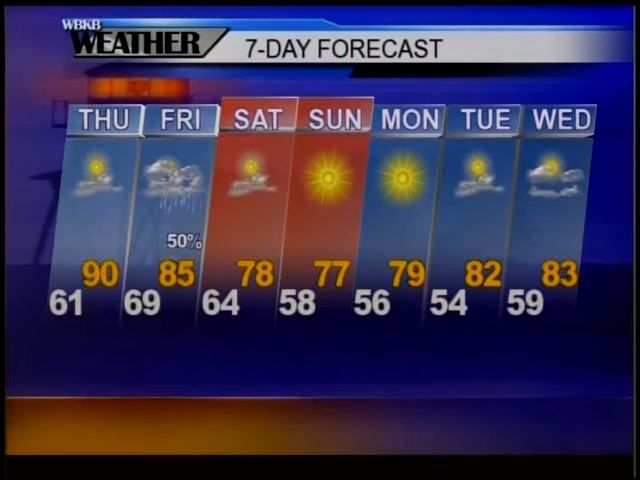 WBKB
WEATHER
7-DAY FORECAST
THU FRI SAT SUN MON TUE WED
50%
90 85 78 77 79 82 83
61 69 64 58 56 54 59